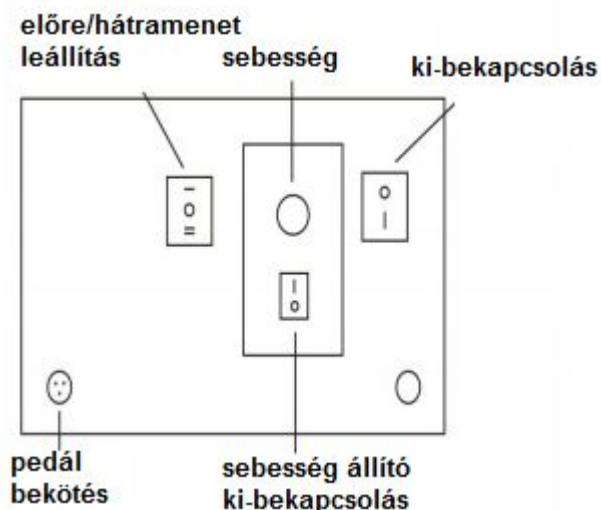 előre/hátramenet
leállítás
sebesség
ki-bekapcsolás
pedál
bekötés
sebesség állító
ki-bekapcsolás